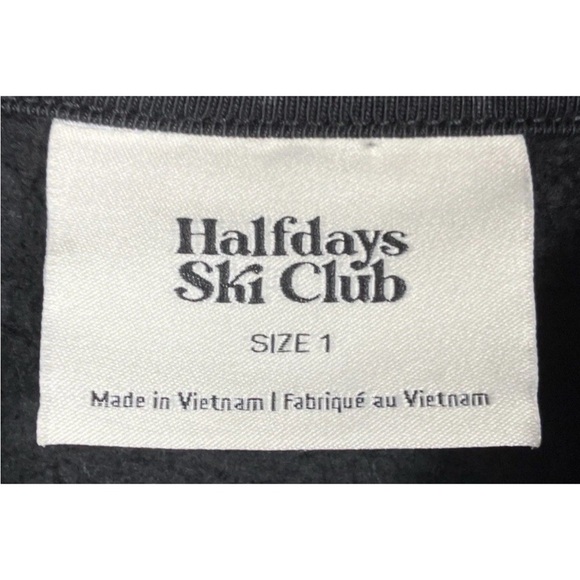 Halfdays
Ski Club
SIZE 1
Made in Vietnam | Fabriqué au Vietnam